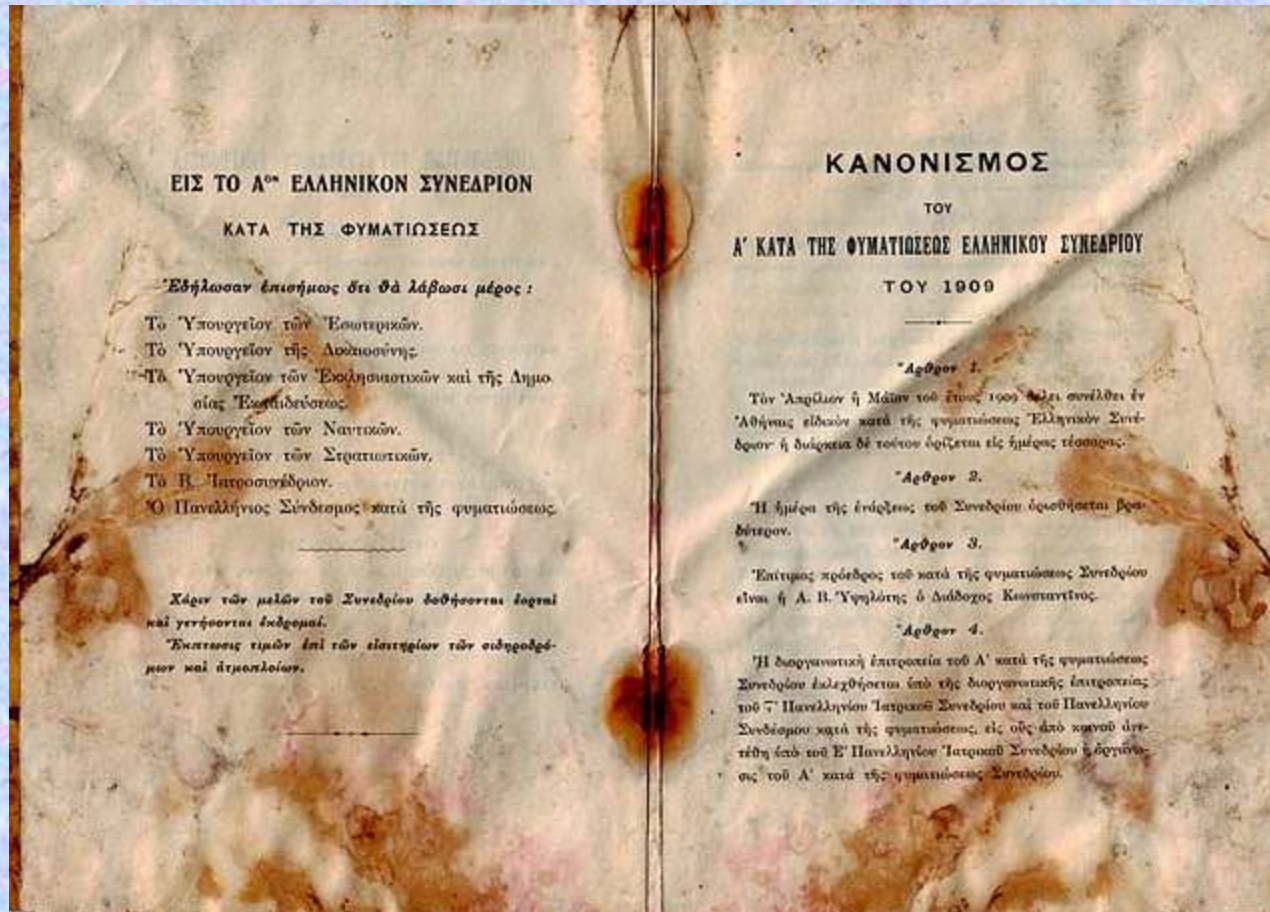 ΕΙΣ ΤΟ Αον ΕΛΛΗΝΙΚΟΝ ΣΥΝΕΔΡΙΟΝ
ΚΑΤΑ ΤΗΣ ΦΥΜΑΤΙΩΣΕΩΣ
Ἐδήλωσαν ἐπισήμως ὅτι θὰ λάβωσι μέρος :
Τὸ Ὑπουργεῖον τῶν Ἐσωτερικῶν.
Τὸ Ὑπουργεῖον τῆς Δικαιοσύνης.
Τὸ Ὑπουργεῖον τῶν Ἐκκλησιαστικῶν καὶ τῆς Δημο-
σίας Ἐκπαιδεύσεως.
Τὸ Ὑπουργεῖον τῶν Ναυτικῶν.
Τὸ Ὑπουργεῖον τῶν Στρατιωτικῶν.
Τὸ Β. Ἰατροσυνέδριον.
Ὁ Πανελλήνιος Σύνδεσμος κατὰ τῆς φυματιώσεως.
Χάριν τῶν μελῶν τοῦ Συνεδρίου δοθήσονται ἑορταὶ
καὶ γενήσονται ἐκδρομαί.
Ἔκπτωσις τιμῶν ἐπὶ τῶν εἰσιτηρίων τῶν σιδηροδρό-
μων καὶ ἀτμοπλοίων.
ΚΑΝΟΝΙΣΜΟΣ
ΤΟΥ
Α΄ ΚΑΤΑ ΤΗΣ ΦΥΜΑΤΙΩΣΕΩΣ ΕΛΛΗΝΙΚΟΥ ΣΥΝΕΔΡΙΟΥ
ΤΟΥ 1909
Ἄρθρον 1.
Τὸν Ἀπρίλιον ἢ Μάϊον τοῦ ἔτους 1909 θέλει συνέλθει ἐν
Ἀθήναις εἰδικὸν κατὰ τῆς φυματιώσεως Ἑλληνικὸν Συνέ-
δριον· ἡ διάρκεια δὲ τούτου ὁρίζεται εἰς ἡμέρας τέσσαρας.
Ἄρθρον 2.
Ἡ ἡμέρα τῆς ἐνάρξεως τοῦ Συνεδρίου ὁρισθήσεται βρα-
δύτερον.
Ἄρθρον 3.
Ἐπίτιμος πρόεδρος τοῦ κατὰ τῆς φυματιώσεως Συνεδρίου
εἶναι ἡ Α. Β. Ὑψηλότης ὁ Διάδοχος Κωνσταντῖνος.
Ἄρθρον 4.
Ἡ διοργανωτικὴ ἐπιτροπεία τοῦ Α΄ κατὰ τῆς φυματιώσεως
Συνεδρίου ἐκλεχθήσεται ὑπὸ τῆς διοργανωτικῆς ἐπιτροπείας
τοῦ Ϛ΄ Πανελληνίου Ἰατρικοῦ Συνεδρίου καὶ τοῦ Πανελληνίου
Συνδέσμου κατὰ τῆς φυματιώσεως, εἰς οὓς ἀπὸ κοινοῦ ἀνε-
τέθη ὑπὸ τοῦ Ε΄ Πανελληνίου Ἰατρικοῦ Συνεδρίου ἡ ὀργάνω-
σις τοῦ Α΄ κατὰ τῆς φυματιώσεως Συνεδρίου.